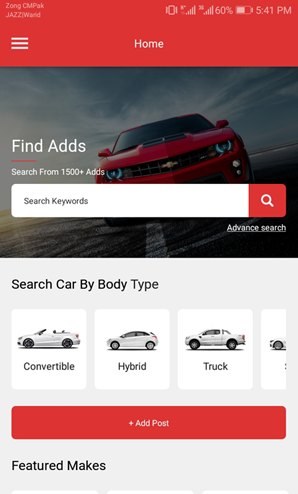 Zong CMPak
JAZZ|Warid
60%
5:41 PM
Home
Find Adds
Search From 1500+ Adds
Search Keywords
Advance search
Search Car By Body Type
Convertible
Hybrid
Truck
+ Add Post
Featured Makes